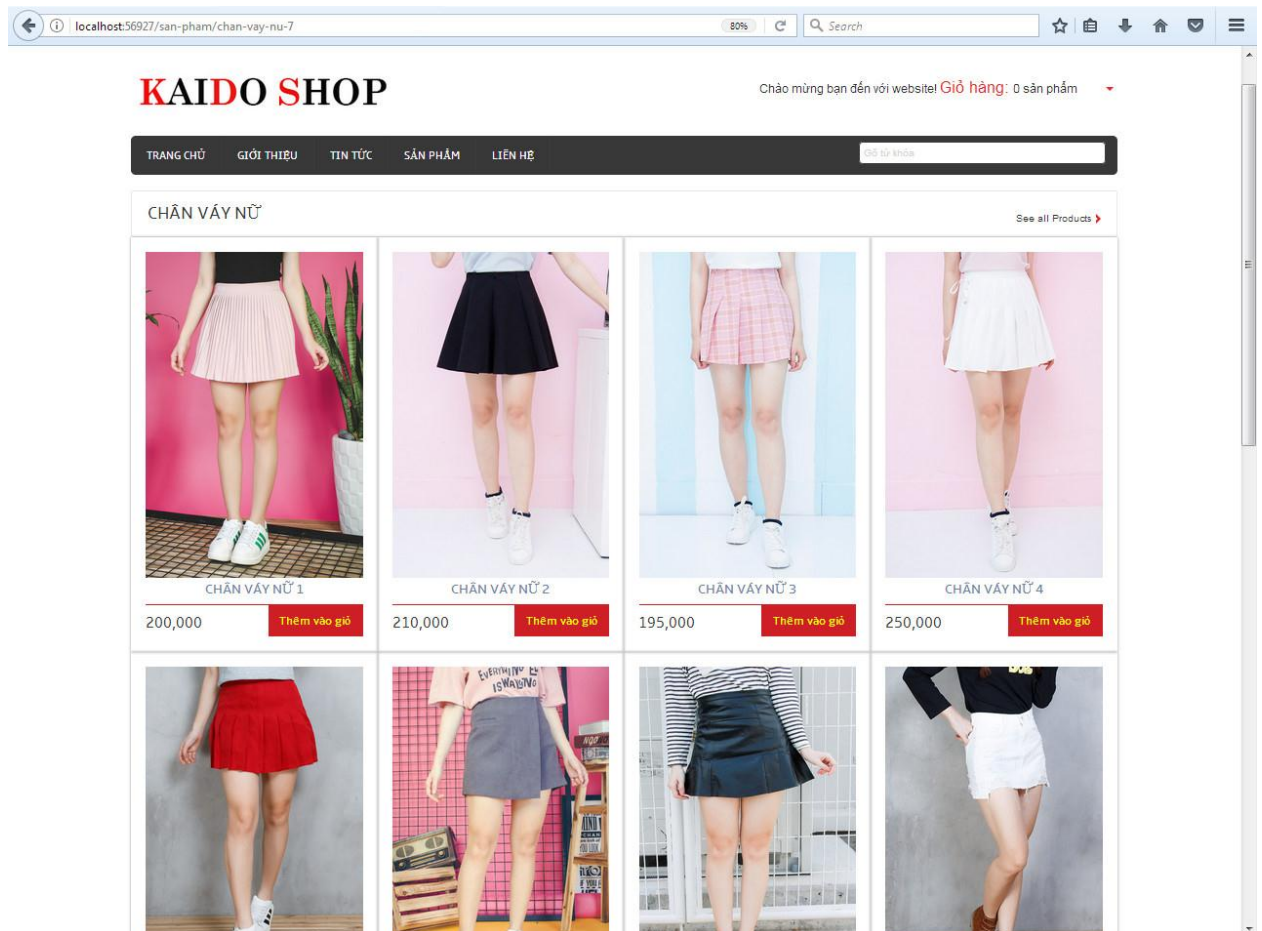 localhost:56927/san-pham/chan-vay-nu-7
80%
Search
KAIDO SHOP
Chào mừng bạn đến với website! Giỏ hàng: 0 sản phẩm
TRANG CHỦ GIỚI THIỆU TIN TỨC SẢN PHẨM LIÊN HỆ
Gõ từ khóa
CHÂN VÁY NỮ
See all Products
CHÂN VÁY NỮ 1
CHÂN VÁY NỮ 2
CHÂN VÁY NỮ 3
CHÂN VÁY NỮ 4
200,000 Thêm vào giỏ
210,000 Thêm vào giỏ
195,000 Thêm vào giỏ
250,000 Thêm vào giỏ